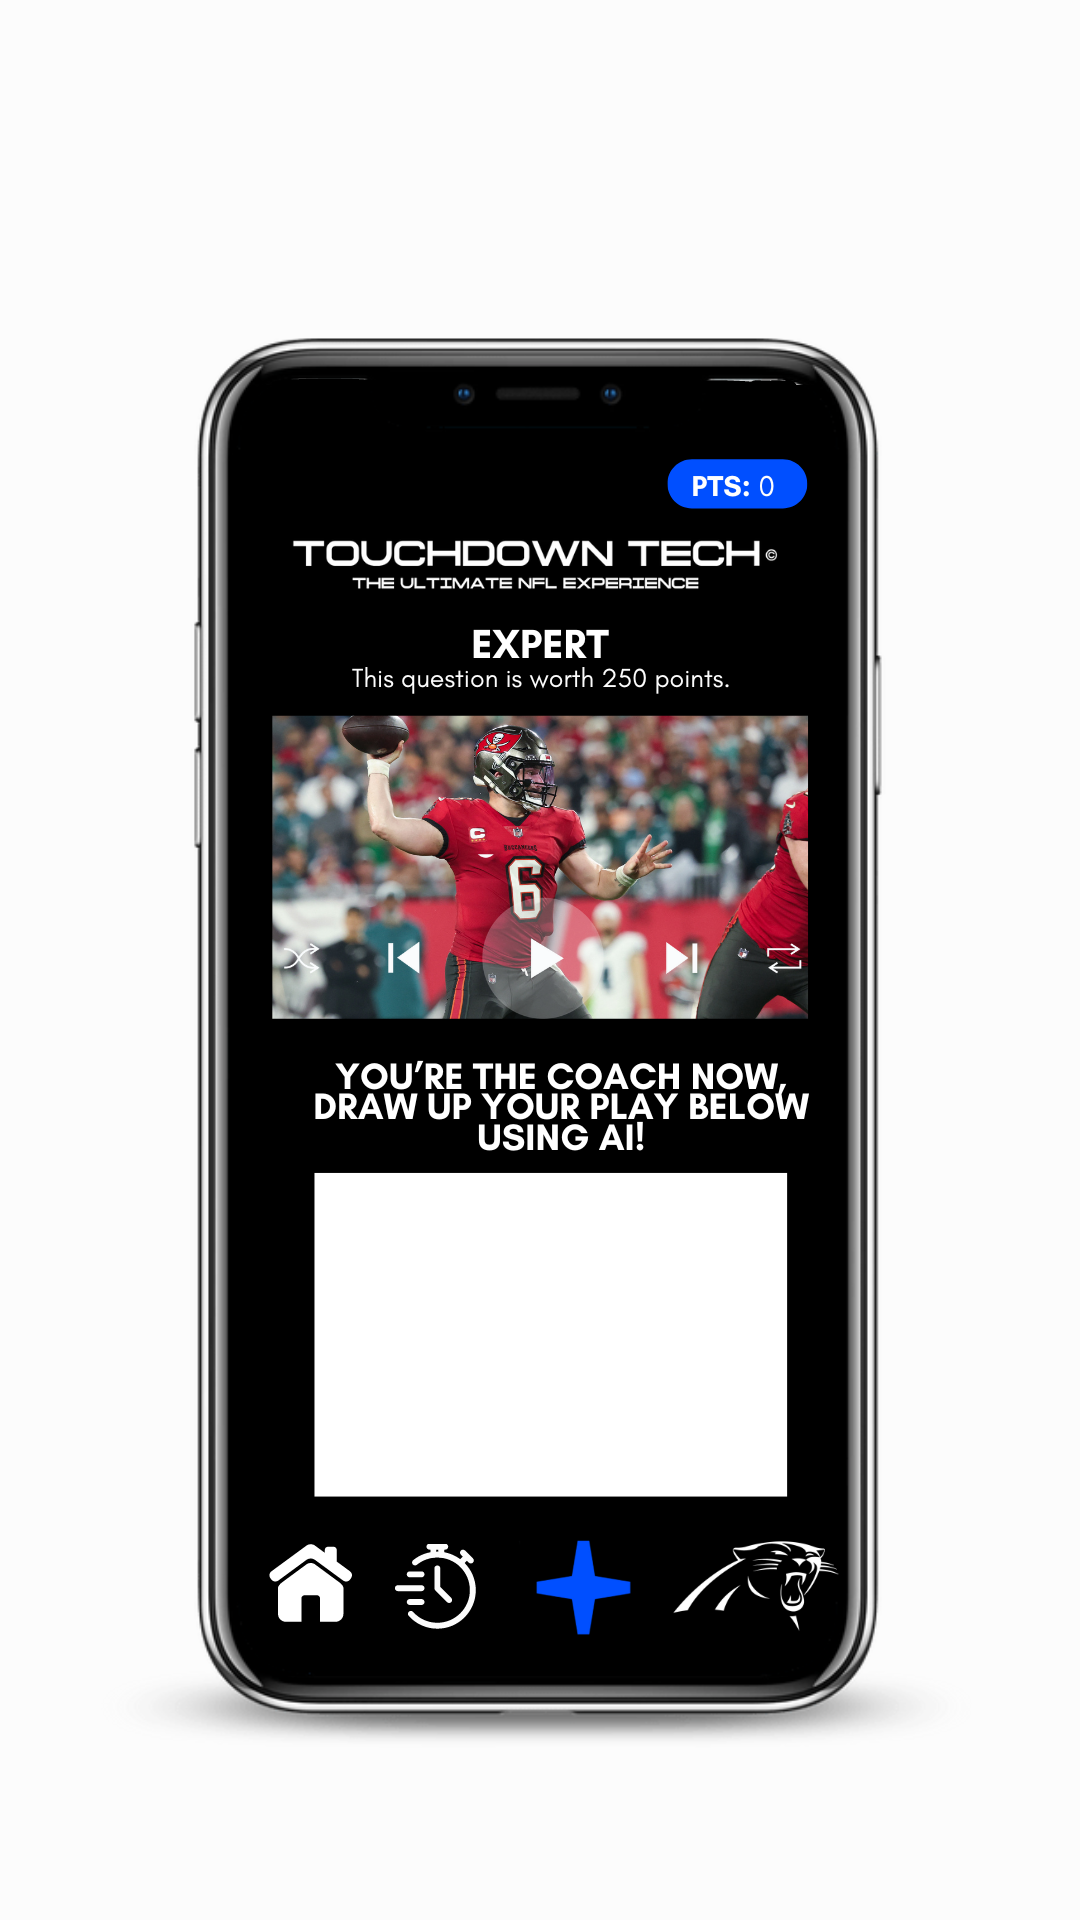 PTS: 0
TOUCHDOWN TECH ©
THE ULTIMATE NFL EXPERIENCE
EXPERT
This question is worth 250 points.
C
BUCCANEERS
6
YOU'RE THE COACH NOW,
DRAW UP YOUR PLAY BELOW
USING AI!